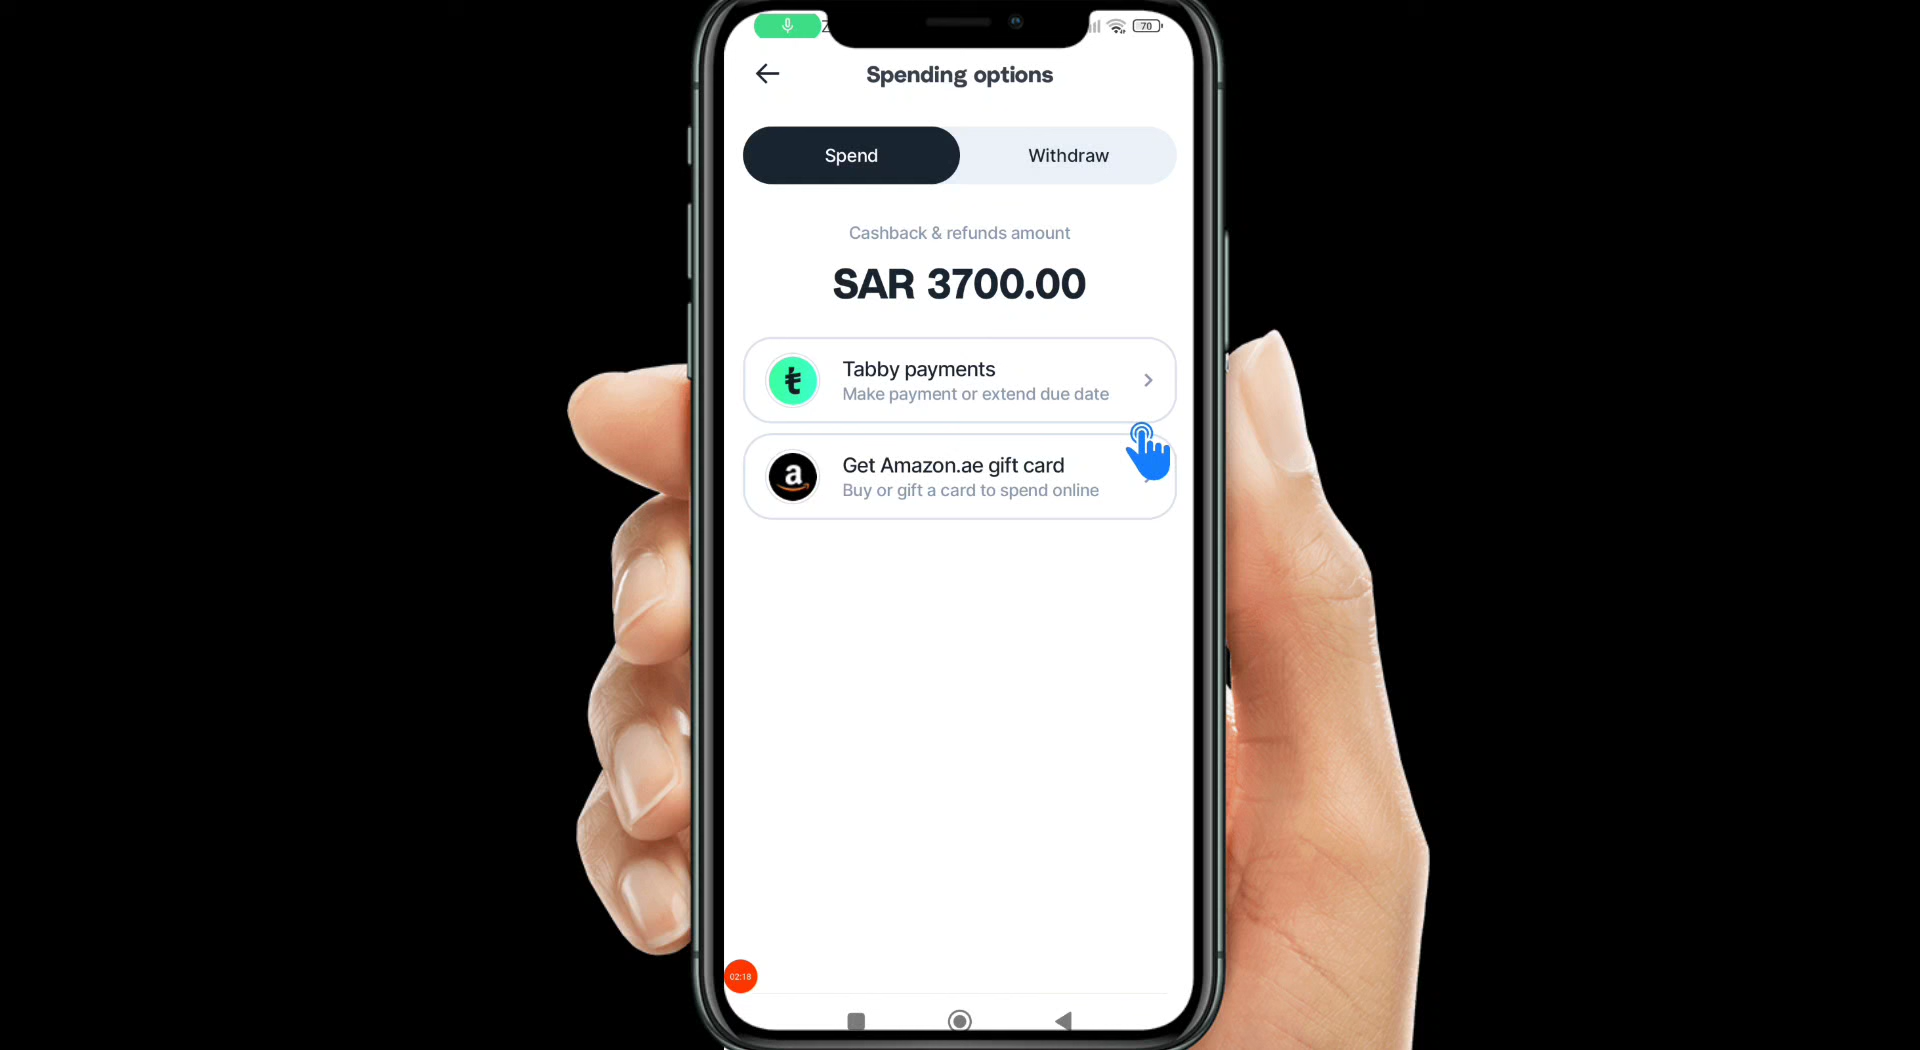 70
Spending options
Spend
Withdraw
Cashback & refunds amount
SAR 3700.00
Tabby payments
Make payment or extend due date
Get Amazon.ae gift card
Buy or gift a card to spend online
02:18